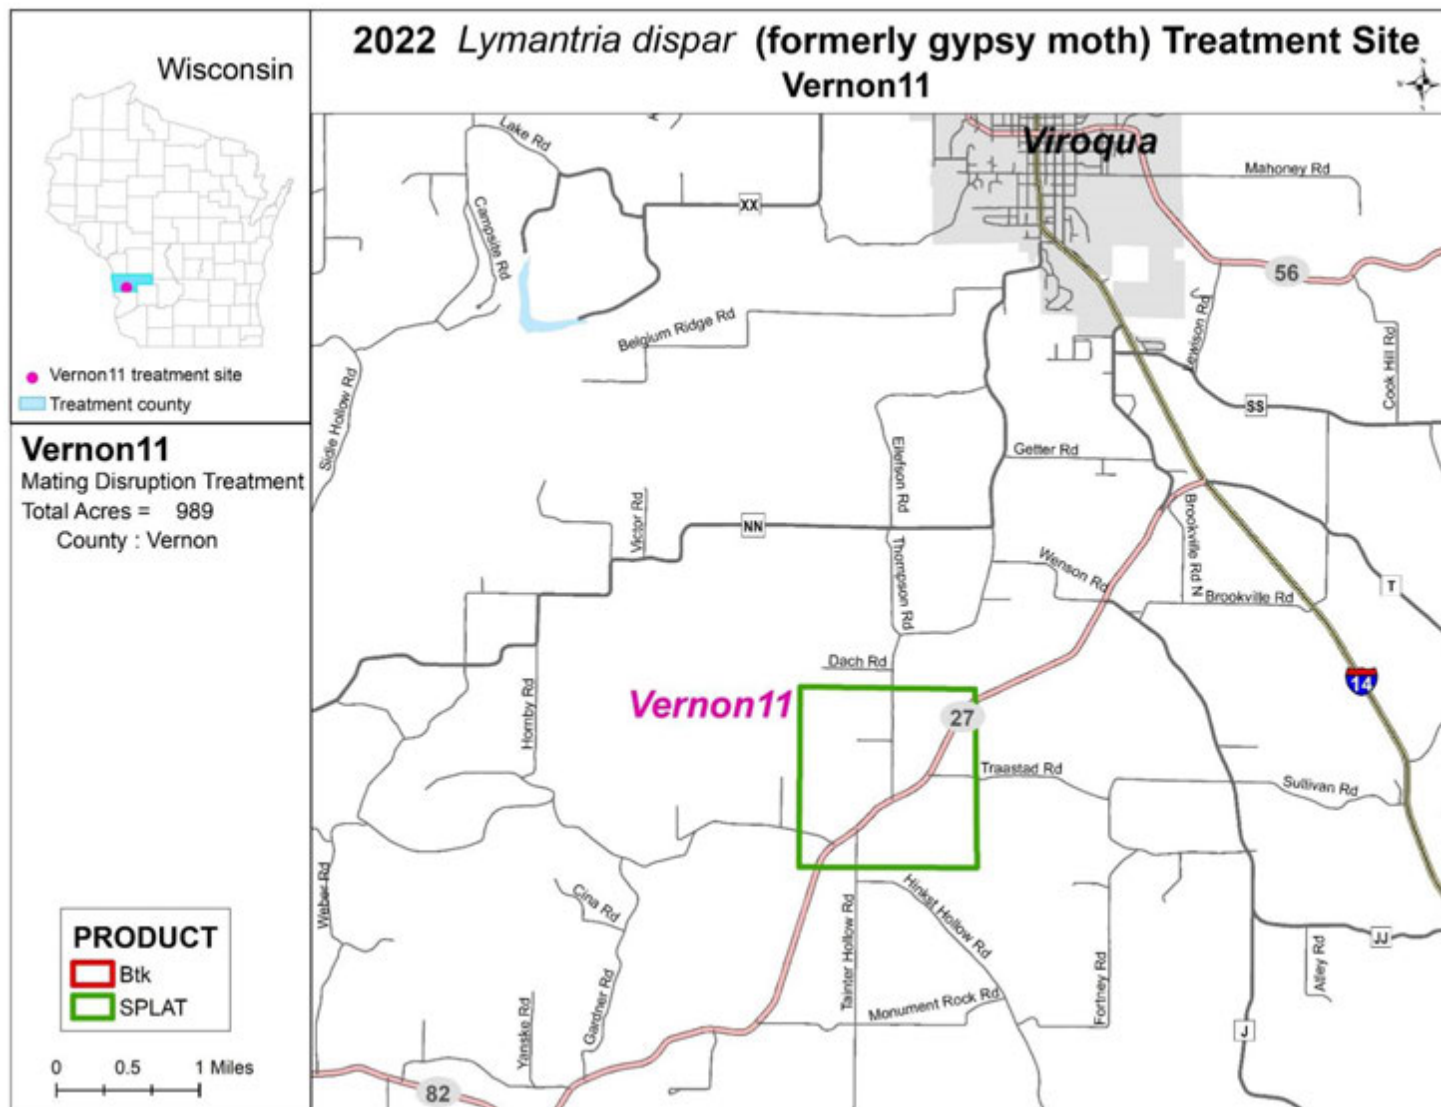 2022 Lymantria dispar (formerly gypsy moth) Treatment Site
Vernon11
Wisconsin
Vernon11 treatment site
Treatment county
Vernon11
Mating Disruption Treatment
Total Acres = 989
County : Vernon
PRODUCT
Btk
SPLAT
0 0.5 1 Miles
Viroqua
Lake Rd
Mahoney Rd
XX
Campsite Rd
56
Belgium Ridge Rd
Lewison Rd
Cook Hill Rd
Sidie Hollow Rd
SS
Eilefson Rd
Getter Rd
Victor Rd
NN
Brookville Rd N
Thompson Rd
Wenson Rd
T
Brookville Rd
Dach Rd
14
Vernon11
27
Hornby Rd
Traastad Rd
Sullivan Rd
Weber Rd
Cina Rd
Hinkst Hollow Rd
Tainter Hollow Rd
JJ
Atley Rd
Fortney Rd
Gardner Rd
Monument Rock Rd
Yanske Rd
J
82